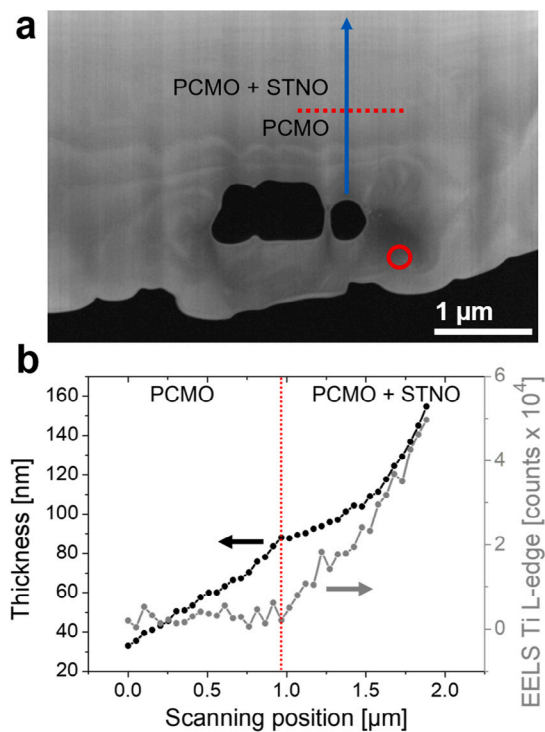 a
PCMO + STNO
PCMO
1 µm
b
PCMO
PCMO + STNO
160
140
120
100
80
60
40
20
6
5
4
2
0
0.0
0.5
1.0
1.5
2.0
Thickness [nm]
EELS Ti L-edge [counts x 10⁴]
Scanning position [µm]